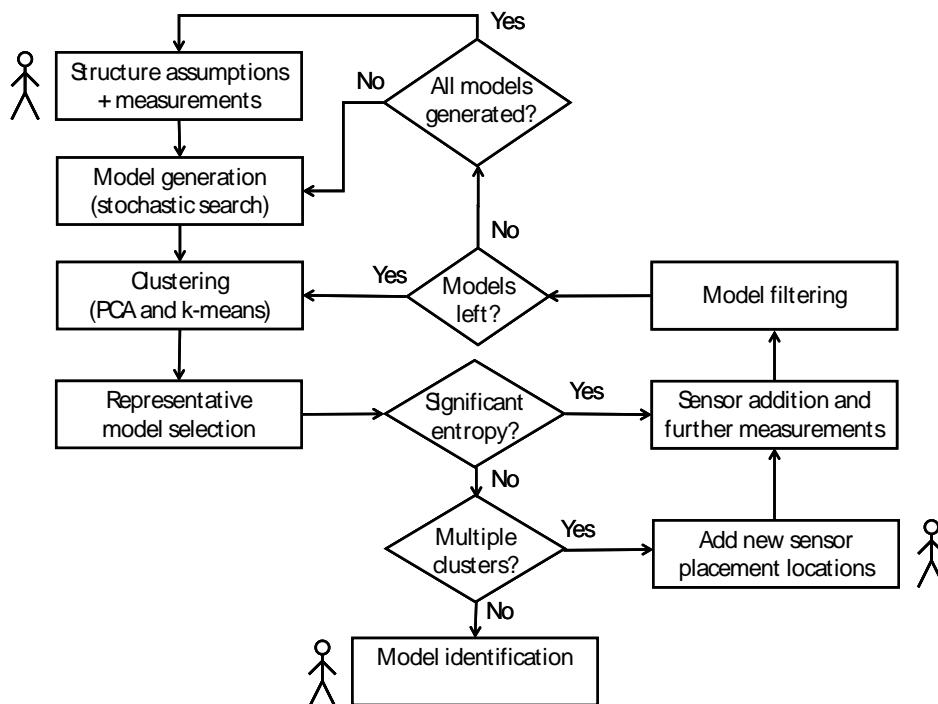 Yes
Structure assumptions
+ measurements
No
All models
generated?
Model generation
(stochastic search)
No
Clustering
(PCA and k-means)
Yes
Models
left?
Model filtering
Representative
model selection
Significant
entropy?
Yes
Sensor addition and
further measurements
No
Multiple
clusters?
Yes
Add new sensor
placement locations
No
Model identification